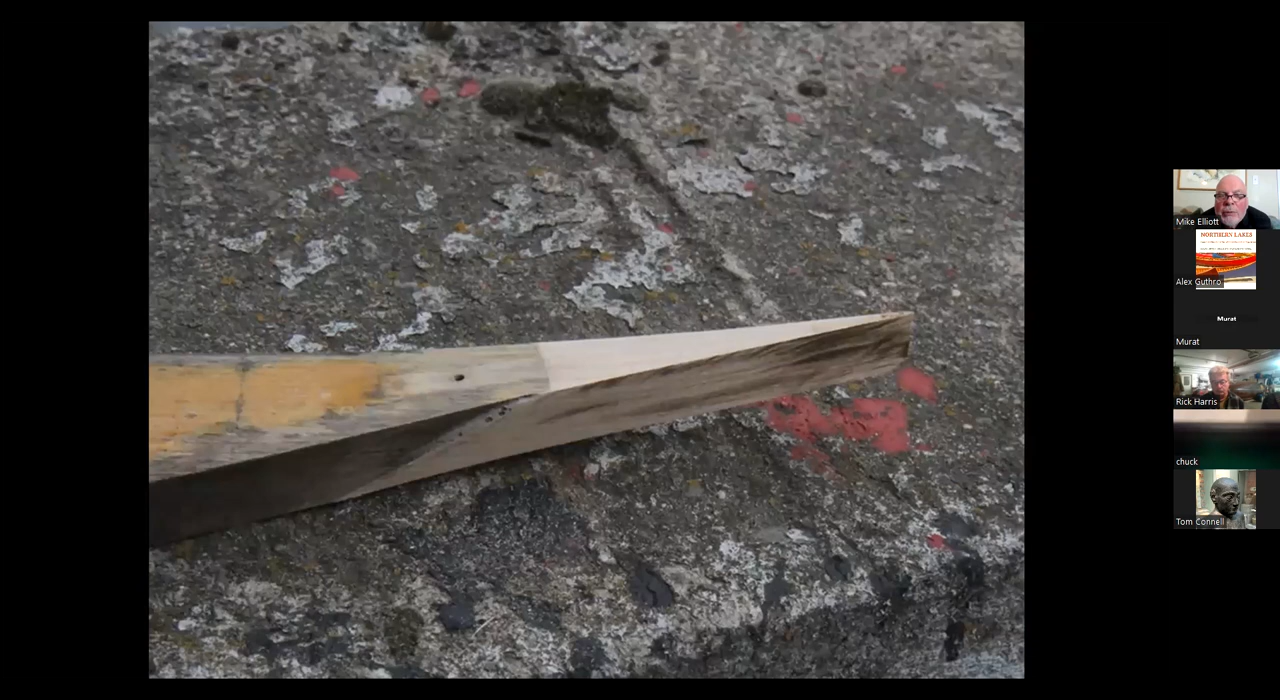 Mike Elliott
NORTHERN LAKES
Alex Guthro
Murat
Murat
Rick Harris
chuck
Tom Connell